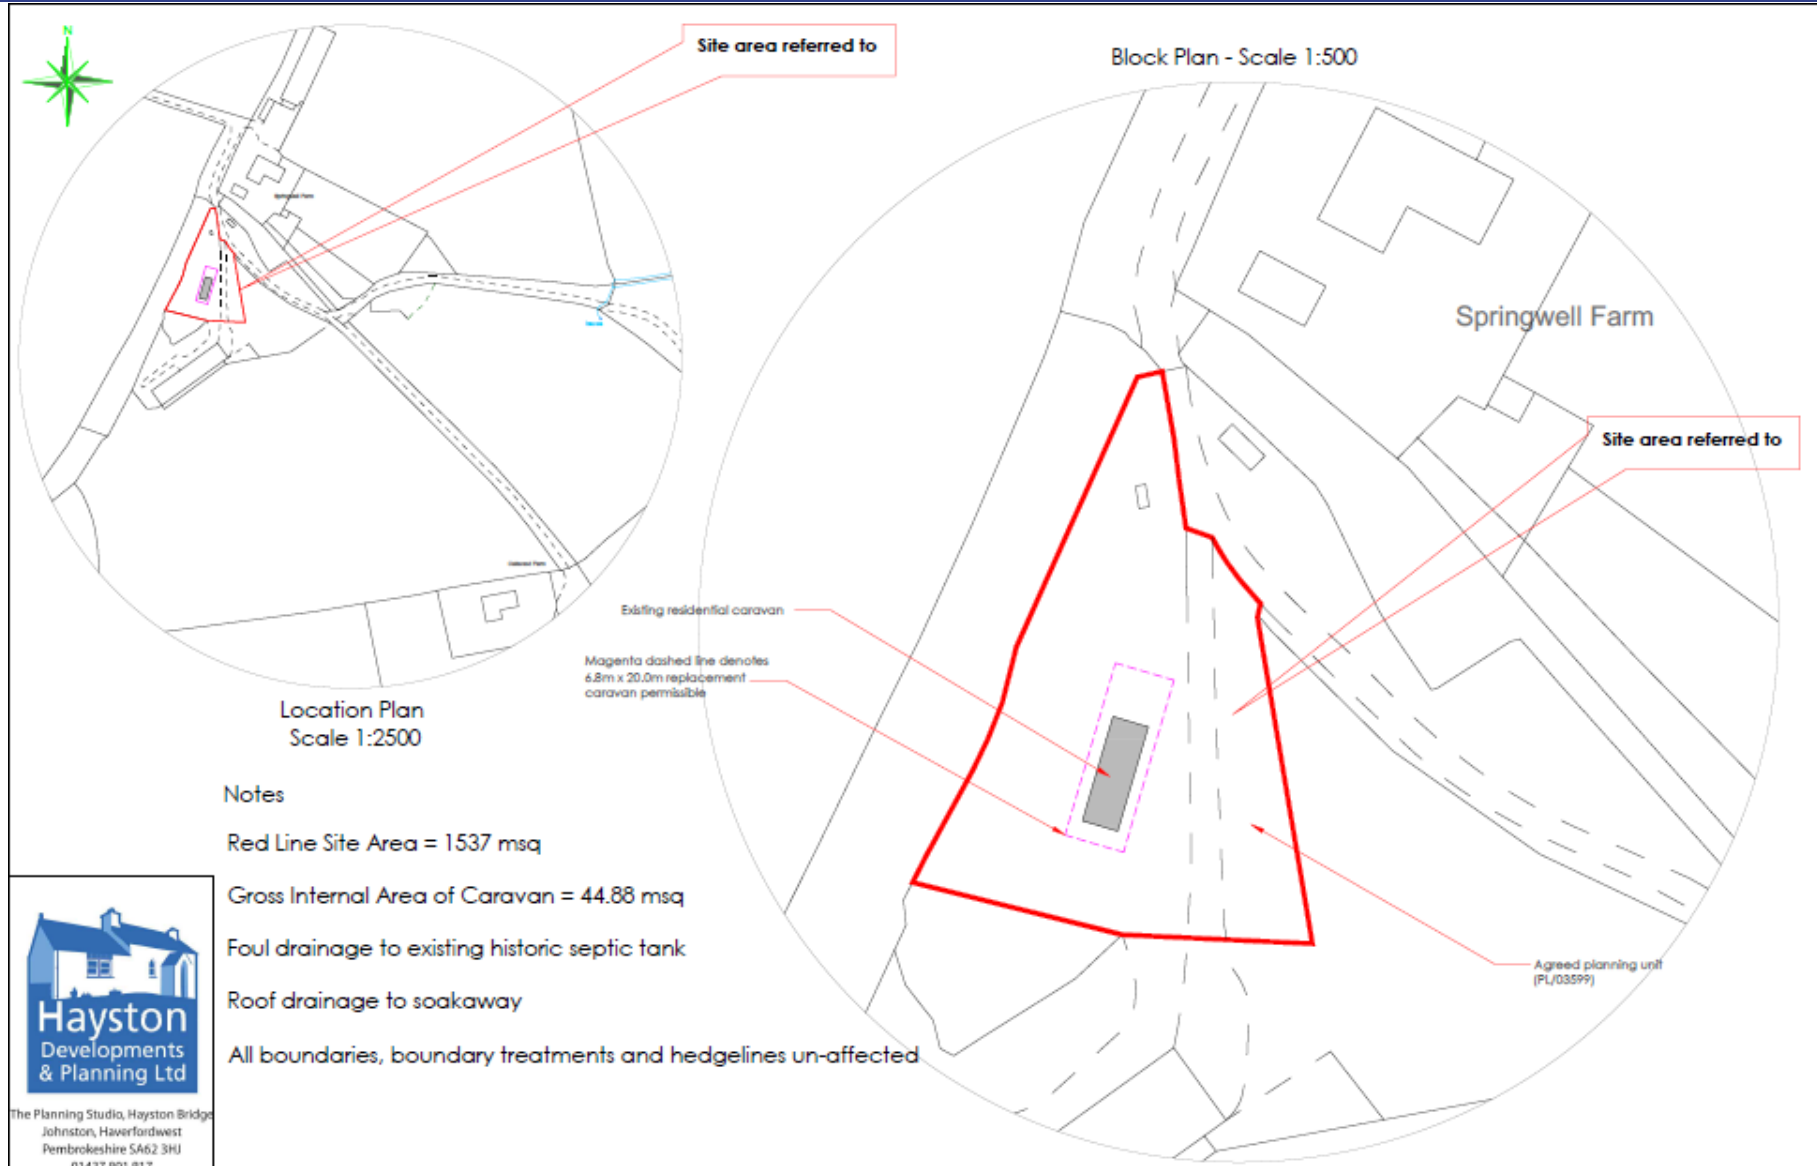 N
Site area referred to
Block Plan - Scale 1:500
Springwell Farm
Springwell Farm
Site area referred to
Existing residential caravan
Magenta dashed line denotes
6.8m x 20.0m replacement
caravan permissible
Location Plan
Scale 1:2500
Notes
Red Line Site Area = 1537 msq
Gross Internal Area of Caravan = 44.88 msq
Foul drainage to existing historic septic tank
Roof drainage to soakaway
All boundaries, boundary treatments and hedgelines un-affected
Agreed planning unit
(PL/03599)
Hayston
Developments
& Planning Ltd
The Planning Studio, Hayston Bridge
Johnston, Haverfordwest
Pembrokeshire SA62 3HJ